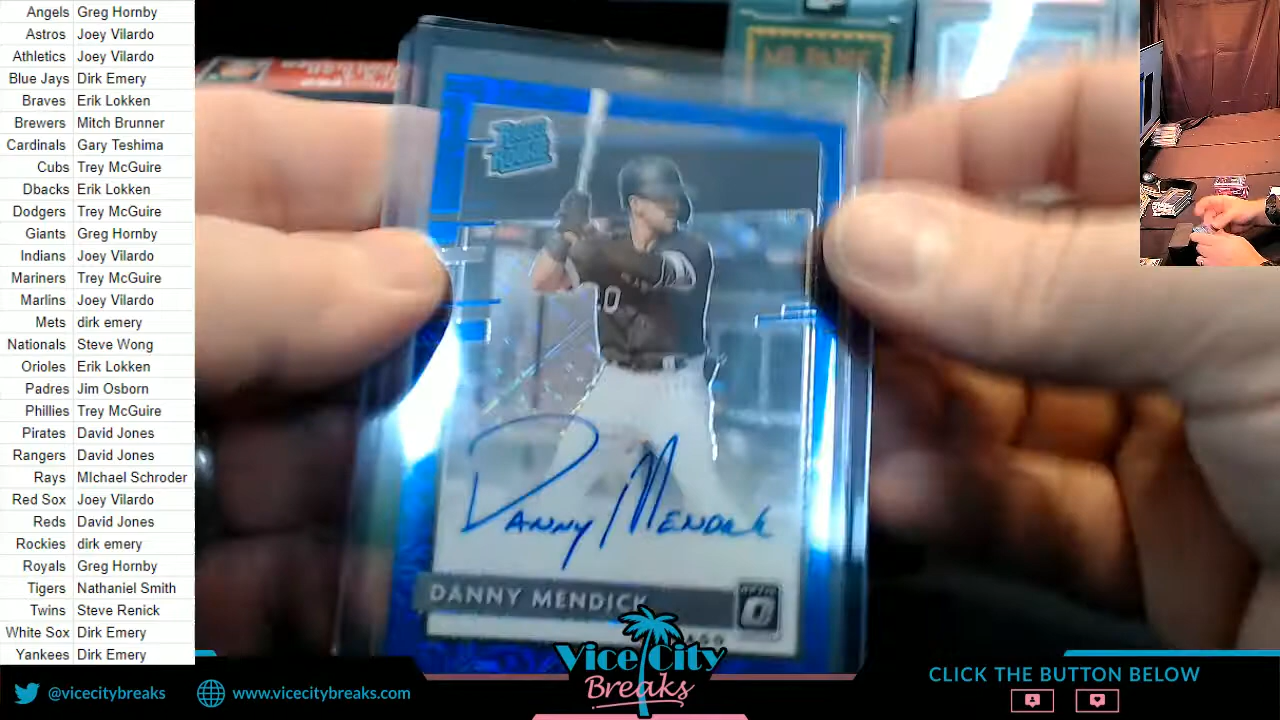 Angels Greg Hornby
Astros Joey Vilardo
Athletics Joey Vilardo
Blue Jays Dirk Emery
Braves Erik Lokken
Brewers Mitch Brunner
Cardinals Gary Teshima
Cubs Trey McGuire
Dbacks Erik Lokken
Dodgers Trey McGuire
Giants Greg Hornby
Indians Joey Vilardo
Mariners Trey McGuire
Marlins Joey Vilardo
Mets dirk emery
Nationals Steve Wong
Orioles Erik Lokken
Padres Jim Osborn
Phillies Trey McGuire
Pirates David Jones
Rangers David Jones
Rays MIchael Schroder
Red Sox Joey Vilardo
Reds David Jones
Rockies dirk emery
Royals Greg Hornby
Tigers Nathaniel Smith
Twins Steve Renick
White Sox Dirk Emery
Yankees Dirk Emery
Rated
Rookie
20
Danny Mendick
DANNY MENDICK
OPTIC
Vice City
Breaks
@vicecitybreaks
www.vicecitybreaks.com
CLICK THE BUTTON BELOW